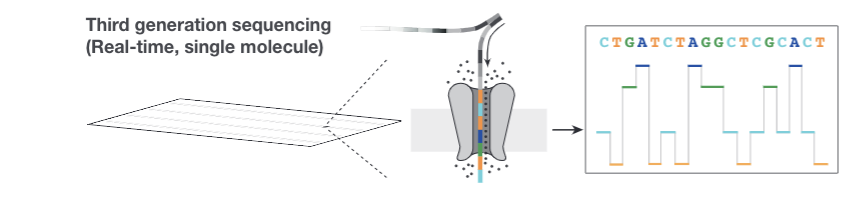 Third generation sequencing
(Real-time, single molecule)
CTGATCTAGGCTCGCACT